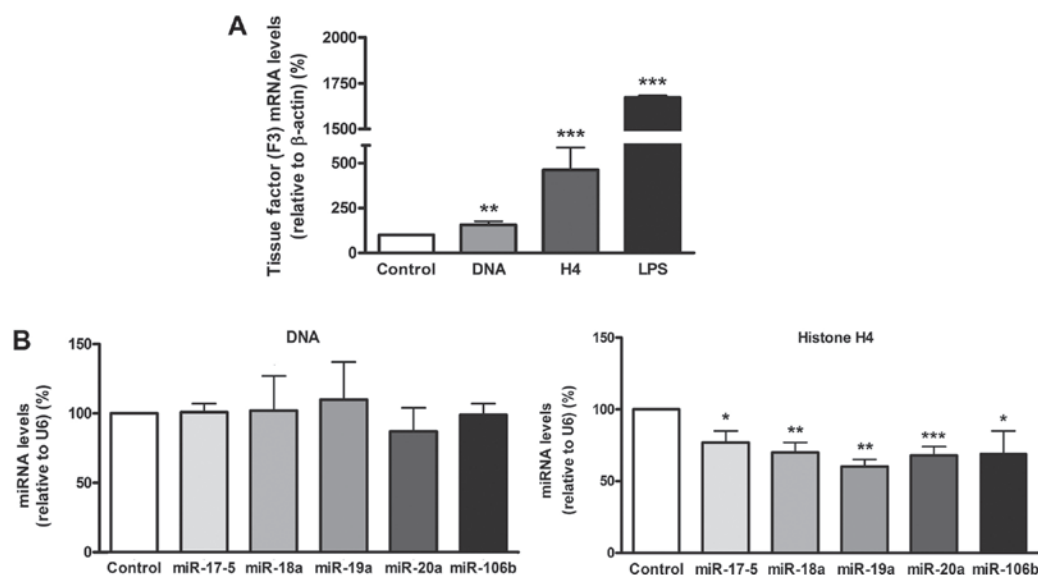 A
Tissue factor (F3) mRNA levels
(relative to β-actin) (%)
2000
1750
1500
500
250
0
**
***
***
Control DNA H4 LPS
B
DNA
miRNA levels
(relative to U6) (%)
150
100
50
0
Control miR-17-5 miR-18a miR-19a miR-20a miR-106b
Histone H4
miRNA levels
(relative to U6) (%)
150
100
50
0
*
**
**
***
*
Control miR-17-5 miR-18a miR-19a miR-20a miR-106b